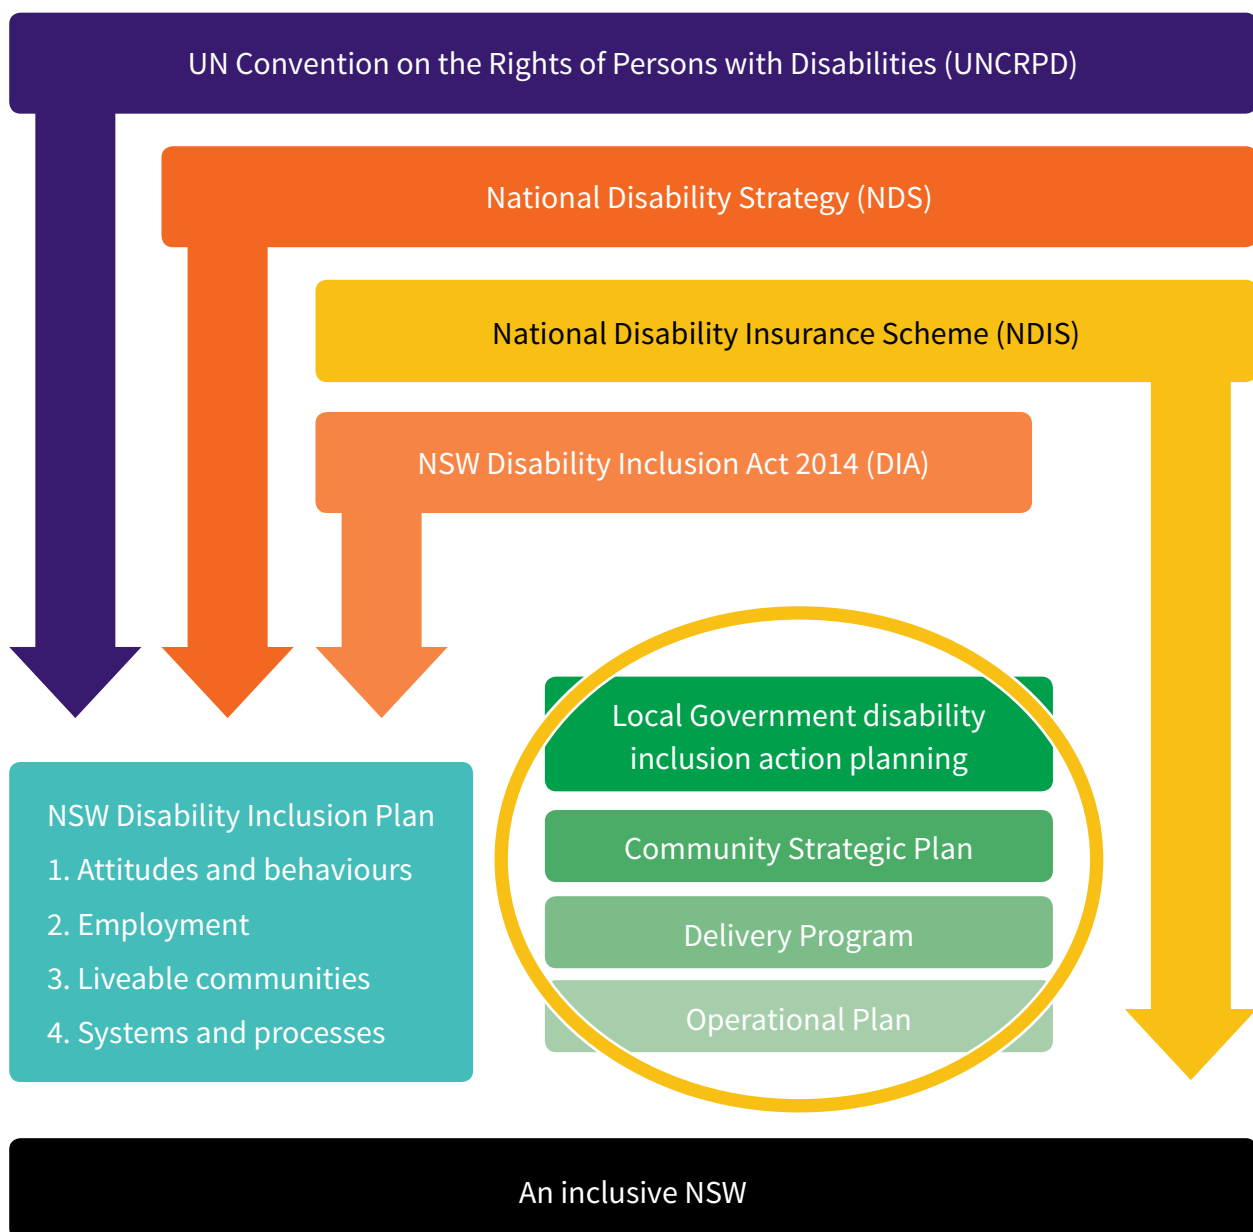 UN Convention on the Rights of Persons with Disabilities (UNCRPD)
National Disability Strategy (NDS)
National Disability Insurance Scheme (NDIS)
NSW Disability Inclusion Act 2014 (DIA)
Local Government disability
inclusion action planning
Community Strategic Plan
Delivery Program
Operational Plan
NSW Disability Inclusion Plan
1. Attitudes and behaviours
2. Employment
3. Liveable communities
4. Systems and processes
An inclusive NSW